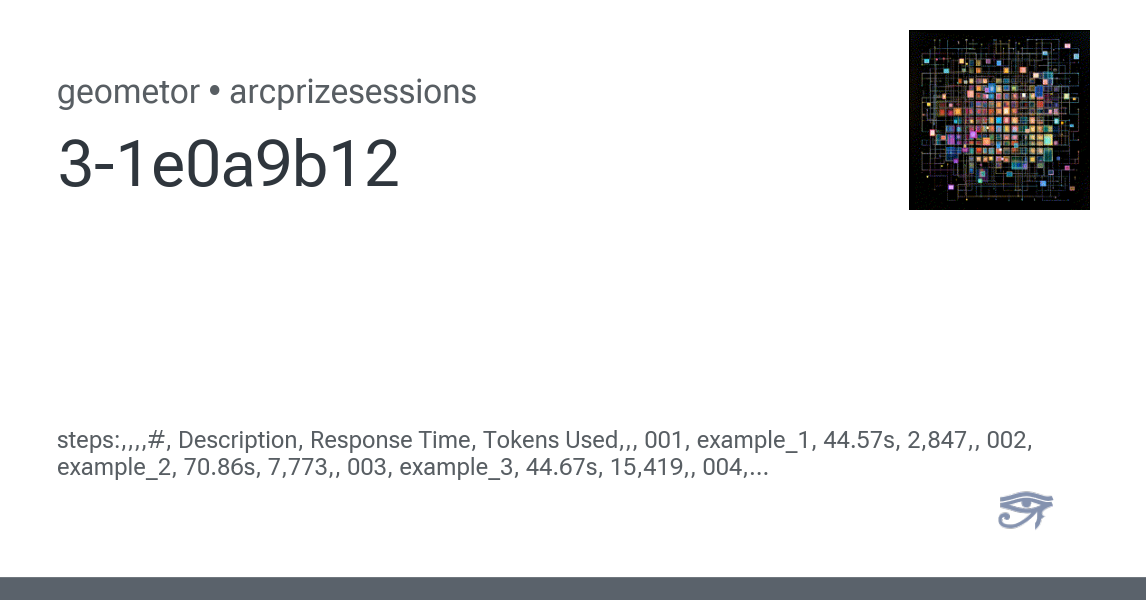 geometor • arcprizesessions
3-1e0a9b12
steps:,,,,#, Description, Response Time, Tokens Used,,, 001, example_1, 44.57s, 2,847,, 002,
example_2, 70.86s, 7,773,, 003, example_3, 44.67s, 15,419,, 004,...